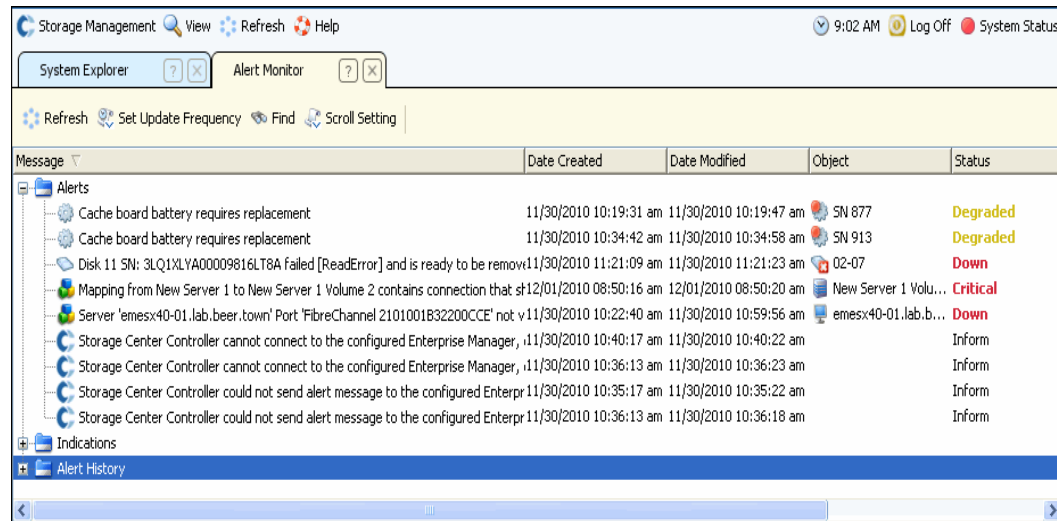 Storage Management View Refresh Help 9:02 AM Log Off System Status
System Explorer ? Alert Monitor ?
Refresh Set Update Frequency Find Scroll Setting
Message Date Created Date Modified Object Status
Alerts
Cache board battery requires replacement 11/30/2010 10:19:31 am 11/30/2010 10:19:47 am SN 877 Degraded
Cache board battery requires replacement 11/30/2010 10:34:42 am 11/30/2010 10:34:58 am SN 913 Degraded
Disk 11 SN: 3LQ1XLYA00009816LT8A failed [ReadError] and is ready to be remov 11/30/2010 11:21:09 am 11/30/2010 11:21:23 am 02-07 Down
Mapping from New Server 1 to New Server 1 Volume 2 contains connection that 12/01/2010 08:50:16 am 12/01/2010 08:50:20 am New Server 1 Volu... Critical
Server 'emesx40-01.lab.beer.town' Port 'FibreChannel 2101001B32200CCE' not 11/30/2010 10:22:40 am 11/30/2010 10:59:56 am emesx40-01.lab.b... Down
Storage Center Controller cannot connect to the configured Enterprise Manager, 11/30/2010 10:40:17 am 11/30/2010 10:40:22 am Inform
Storage Center Controller cannot connect to the configured Enterprise Manager, 11/30/2010 10:36:13 am 11/30/2010 10:36:23 am Inform
Storage Center Controller could not send alert message to the configured Enterpr 11/30/2010 10:35:17 am 11/30/2010 10:35:22 am Inform
Storage Center Controller could not send alert message to the configured Enterpr 11/30/2010 10:36:13 am 11/30/2010 10:36:18 am Inform
Indications
Alert History